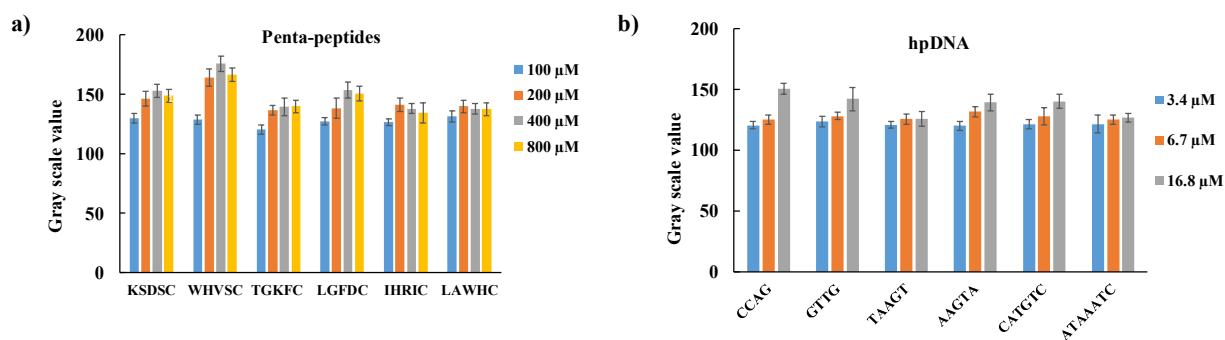 a)
Penta-peptides
Gray scale value
200
150
100
50
0
KSDSC WHVSC TGKFC LGFDC IHRIC LAWHC
100 µM
200 µM
400 µM
800 µM
b)
hpDNA
Gray scale value
200
150
100
50
0
CCAG GTTG TAAGT AAGTA CATGTC ATAAATC
3.4 µM
6.7 µM
16.8 µM